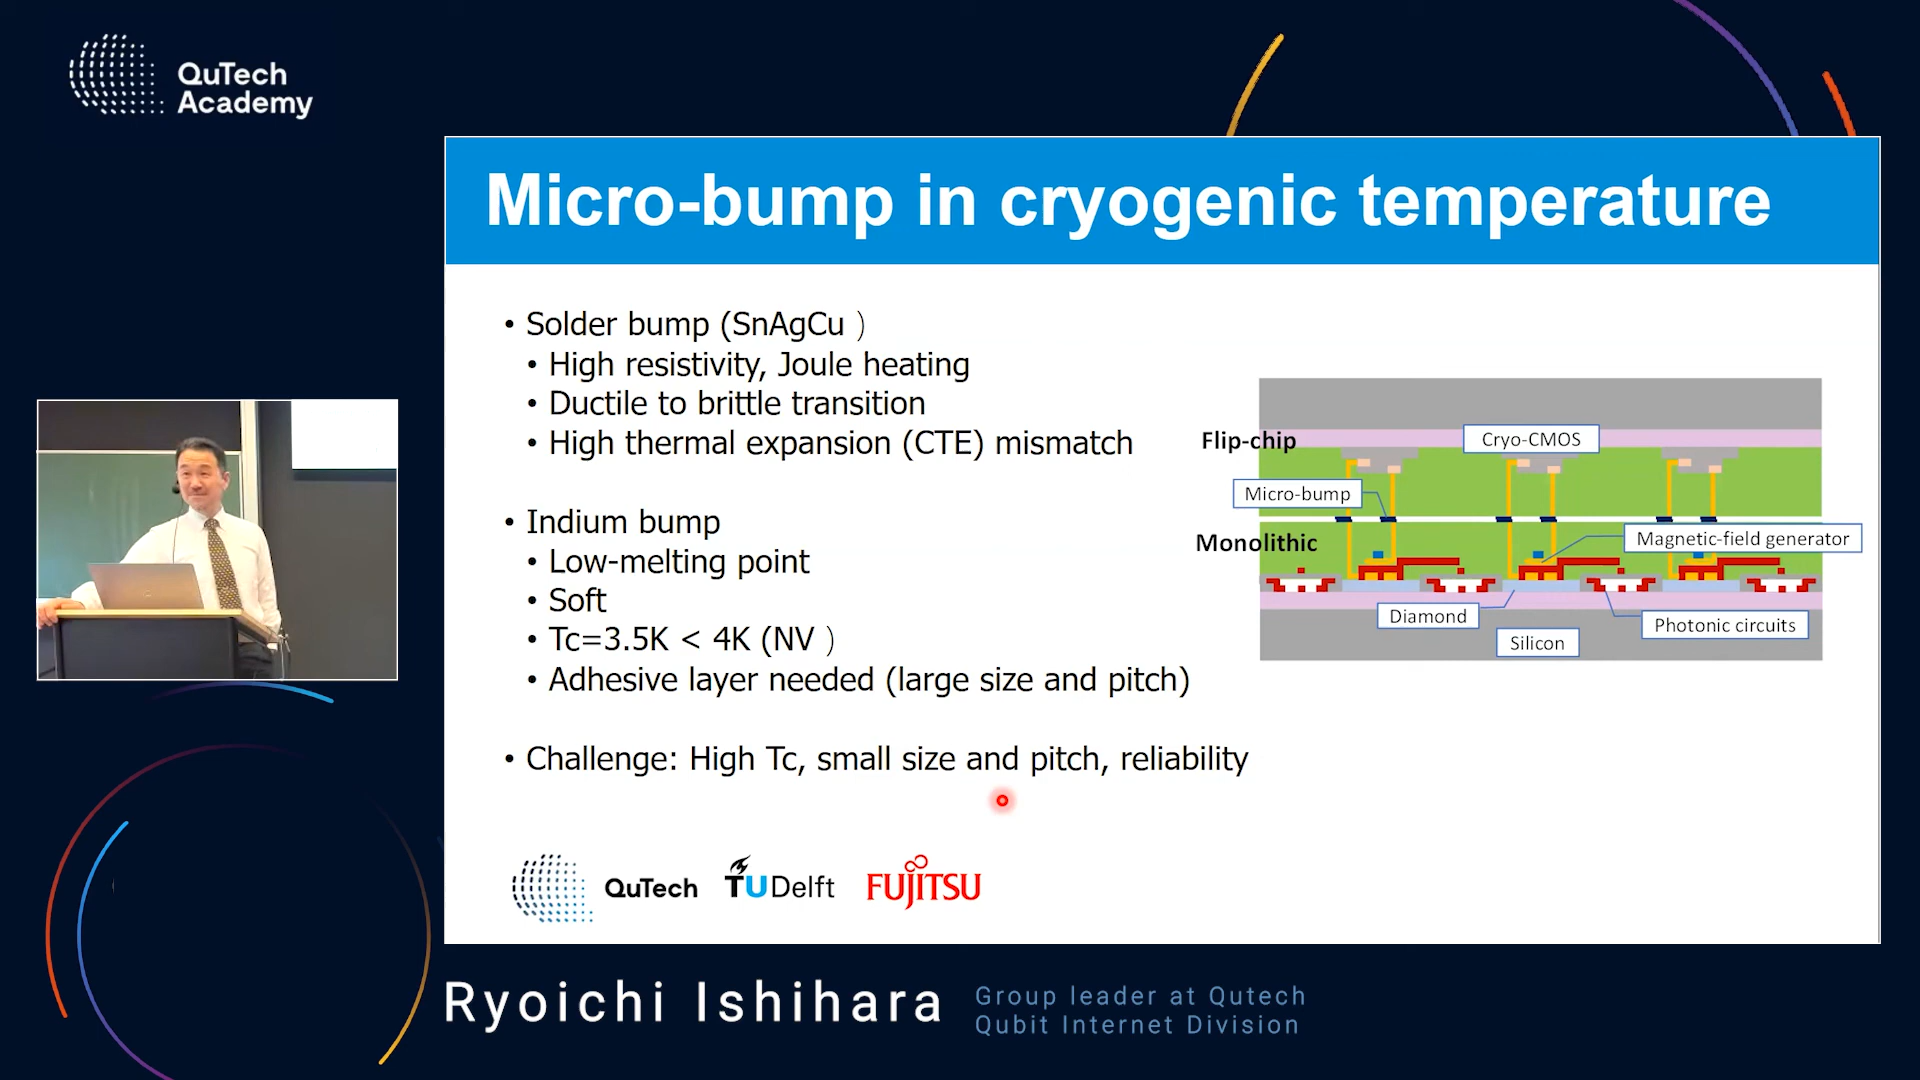 QuTech
Academy
Micro-bump in cryogenic temperature
• Solder bump (SnAgCu )
• High resistivity, Joule heating
• Ductile to brittle transition
• High thermal expansion (CTE) mismatch
• Indium bump
• Low-melting point
• Soft
• Tc=3.5K < 4K (NV )
• Adhesive layer needed (large size and pitch)
• Challenge: High Tc, small size and pitch, reliability
Flip-chip
Cryo-CMOS
Micro-bump
Monolithic
Magnetic-field generator
Diamond
Photonic circuits
Silicon
QuTech
TUDelft
FUJITSU
Ryoichi Ishihara
Group leader at Qutech
Qubit Internet Division